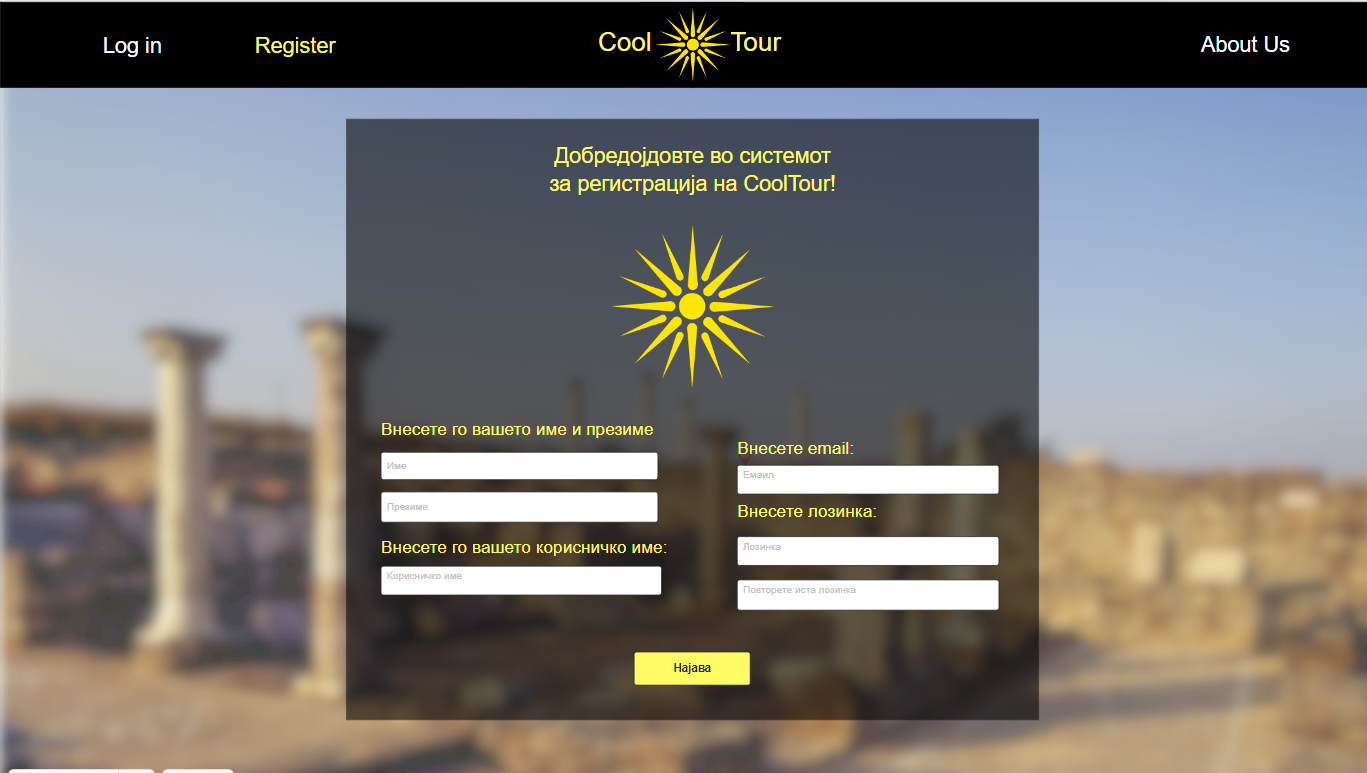 Log in
Register
Cool Tour
About Us
Добредојдовте во системот
за регистрација на CoolTour!
Внесете го вашето име и презиме
Име
Презиме
Внесете го вашето корисничко име:
Корисничко име
Внесете email:
Емаил
Внесете лозинка:
Лозинка
Повторете иста лозинка
Најава